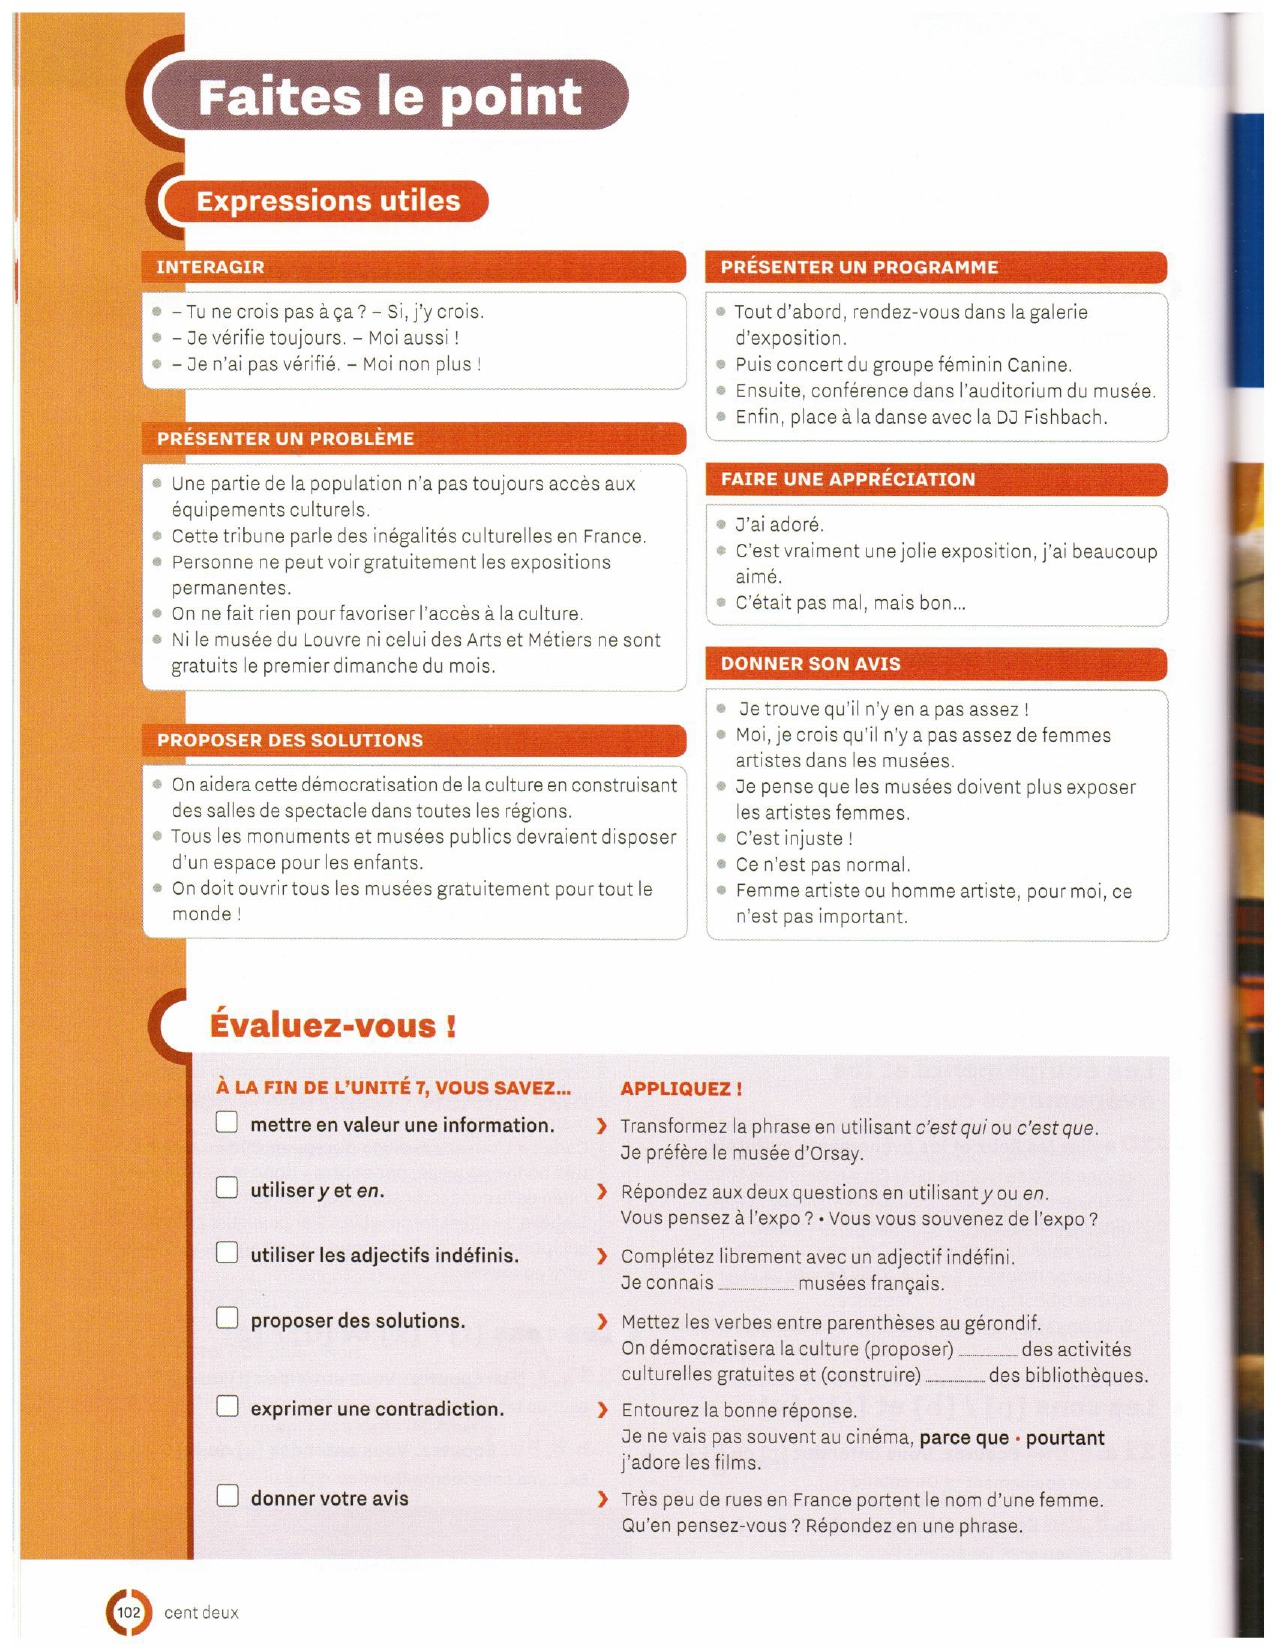 Faites le point
Expressions utiles
INTERAGIR
• – Tu ne crois pas à ça ? – Si, j'y crois.
• – Je vérifie toujours. – Moi aussi !
• – Je n'ai pas vérifié. – Moi non plus !
PRÉSENTER UN PROBLÈME
• Une partie de la population n'a pas toujours accès aux
équipements culturels.
• Cette tribune parle des inégalités culturelles en France.
• Personne ne peut voir gratuitement les expositions
permanentes.
• On ne fait rien pour favoriser l'accès à la culture.
• Ni le musée du Louvre ni celui des Arts et Métiers ne sont
gratuits le premier dimanche du mois.
PROPOSER DES SOLUTIONS
• On aidera cette démocratisation de la culture en construisant
des salles de spectacle dans toutes les régions.
• Tous les monuments et musées publics devraient disposer
d'un espace pour les enfants.
• On doit ouvrir tous les musées gratuitement pour tout le
monde !
PRÉSENTER UN PROGRAMME
• Tout d'abord, rendez-vous dans la galerie
d'exposition.
• Puis concert du groupe féminin Canine.
• Ensuite, conférence dans l'auditorium du musée.
• Enfin, place à la danse avec la DJ Fishbach.
FAIRE UNE APPRÉCIATION
• J'ai adoré.
• C'est vraiment une jolie exposition, j'ai beaucoup
aimé.
• C'était pas mal, mais bon...
DONNER SON AVIS
• Je trouve qu'il n'y en a pas assez !
• Moi, je crois qu'il n'y a pas assez de femmes
artistes dans les musées.
• Je pense que les musées doivent plus exposer
les artistes femmes.
• C'est injuste !
• Ce n'est pas normal.
• Femme artiste ou homme artiste, pour moi, ce
n'est pas important.
Évaluez-vous !
À LA FIN DE L'UNITÉ 7, VOUS SAVEZ...
APPLIQUEZ !
mettre en valeur une information.
❯ Transformez la phrase en utilisant c'est qui ou c'est que.
Je préfère le musée d'Orsay.
utiliser y et en.
❯ Répondez aux deux questions en utilisant y ou en.
Vous pensez à l'expo ? • Vous vous souvenez de l'expo ?
utiliser les adjectifs indéfinis.
❯ Complétez librement avec un adjectif indéfini.
Je connais ________ musées français.
proposer des solutions.
❯ Mettez les verbes entre parenthèses au gérondif.
On démocratisera la culture (proposer) ________ des activités
culturelles gratuites et (construire) ________ des bibliothèques.
exprimer une contradiction.
❯ Entourez la bonne réponse.
Je ne vais pas souvent au cinéma, parce que • pourtant
j'adore les films.
donner votre avis
❯ Très peu de rues en France portent le nom d'une femme.
Qu'en pensez-vous ? Répondez en une phrase.
102 cent deux